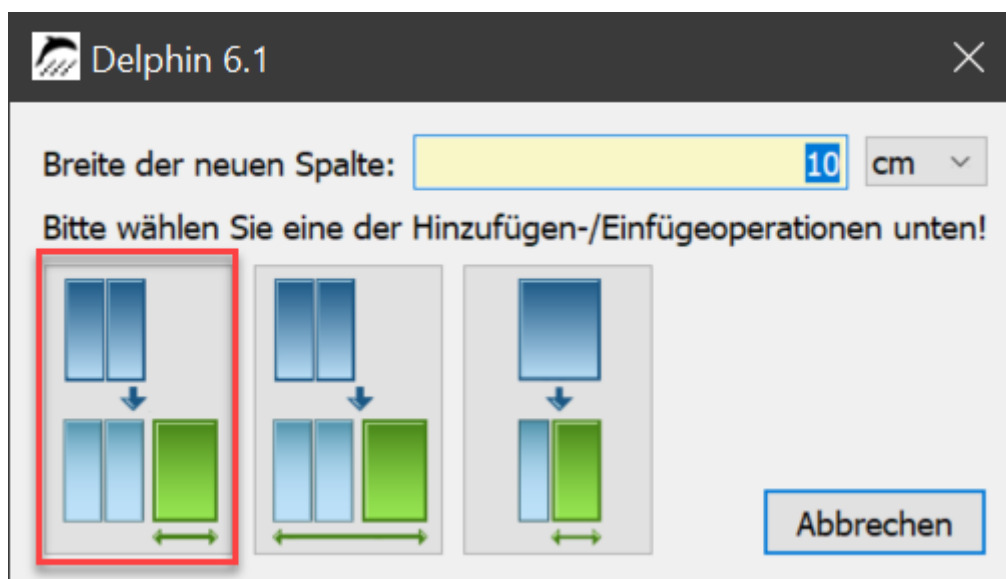 Delphin 6.1
Breite der neuen Spalte: 10 cm
Bitte wählen Sie eine der Hinzufügen-/Einfügeoperationen unten!
Abbrechen